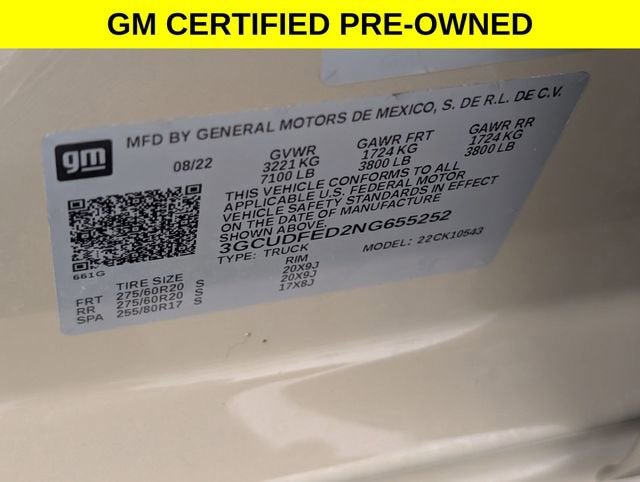 GM CERTIFIED PRE-OWNED
gm
MFD BY GENERAL MOTORS DE MEXICO, S. DE R.L. DE C.V.
08/22 GVWR GAWR FRT GAWR RR
3221 KG 1724 KG 1724 KG
7100 LB 3800 LB 3800 LB
THIS VEHICLE CONFORMS TO ALL
APPLICABLE U.S. FEDERAL MOTOR
VEHICLE SAFETY STANDARDS IN EFFECT
ON THE DATE OF MANUFACTURE
SHOWN ABOVE.
3GCUDFED2NG655252
TYPE: TRUCK MODEL: 22CK10543
661G
TIRE SIZE RIM
FRT 275/60R20 S 20X9J
RR 275/60R20 S 20X9J
SPA 255/80R17 S 17X8J